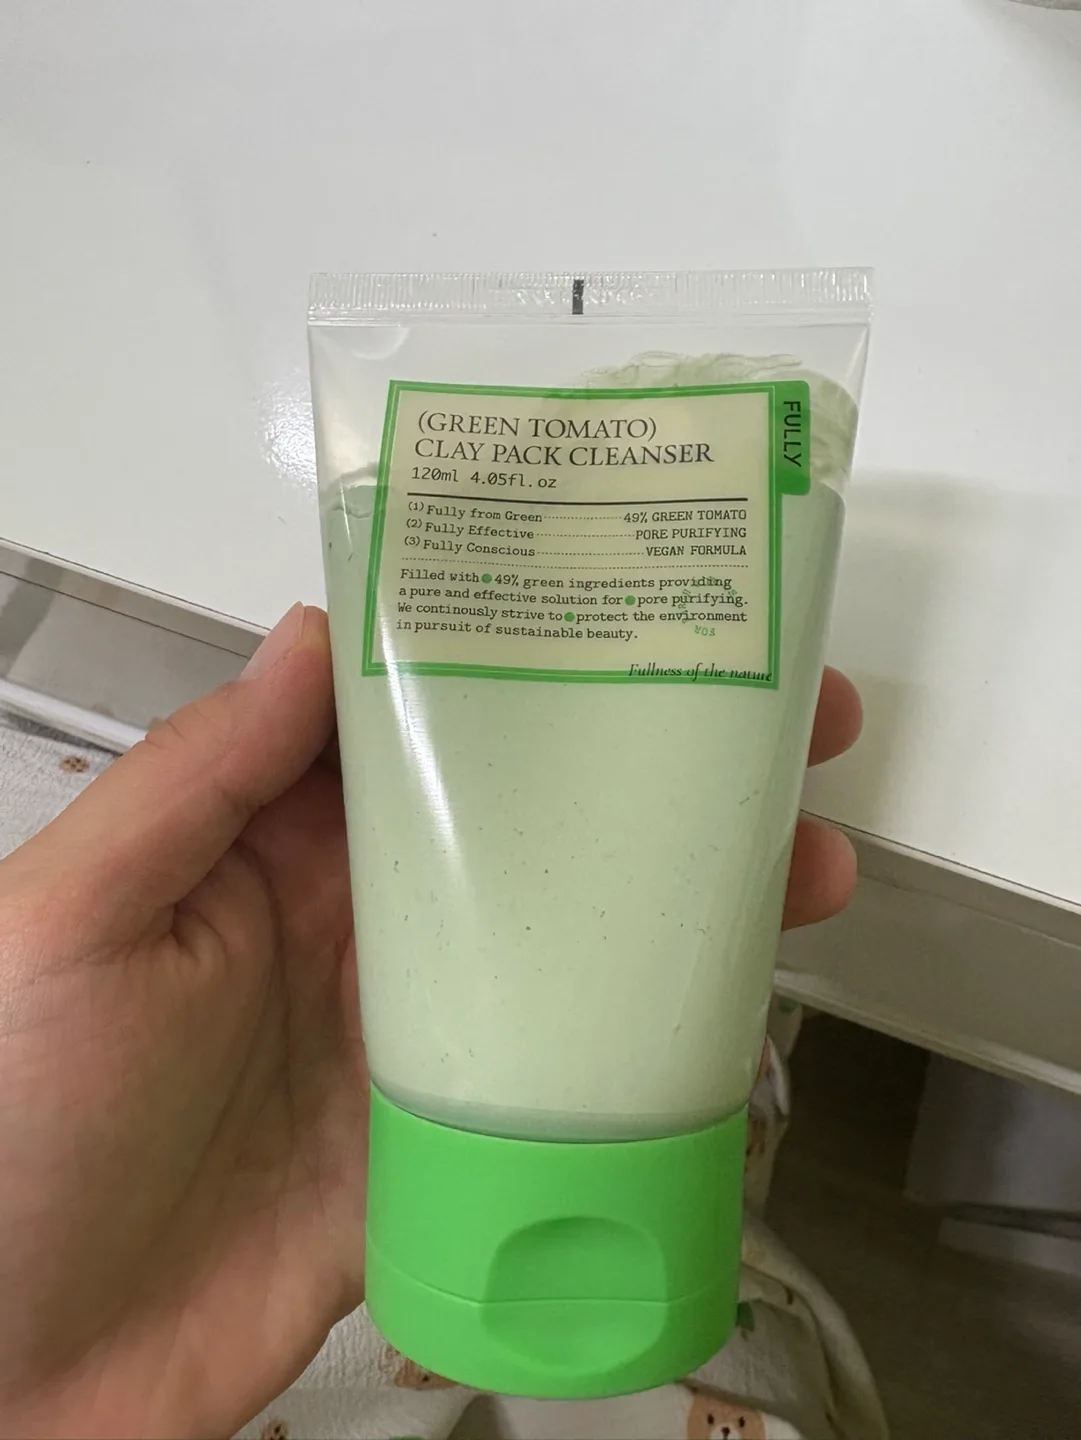 (GREEN TOMATO)
CLAY PACK CLEANSER
120ml 4.05fl.oz
FULLY
(1) Fully from Green 49% GREEN TOMATO
(2) Fully Effective PORE PURIFYING
(3) Fully Conscious VEGAN FORMULA
Filled with 49% green ingredients providing
a pure and effective solution for pore purifying.
We continously strive to protect the environment
in pursuit of sustainable beauty.
FOR
Fullness of the nature